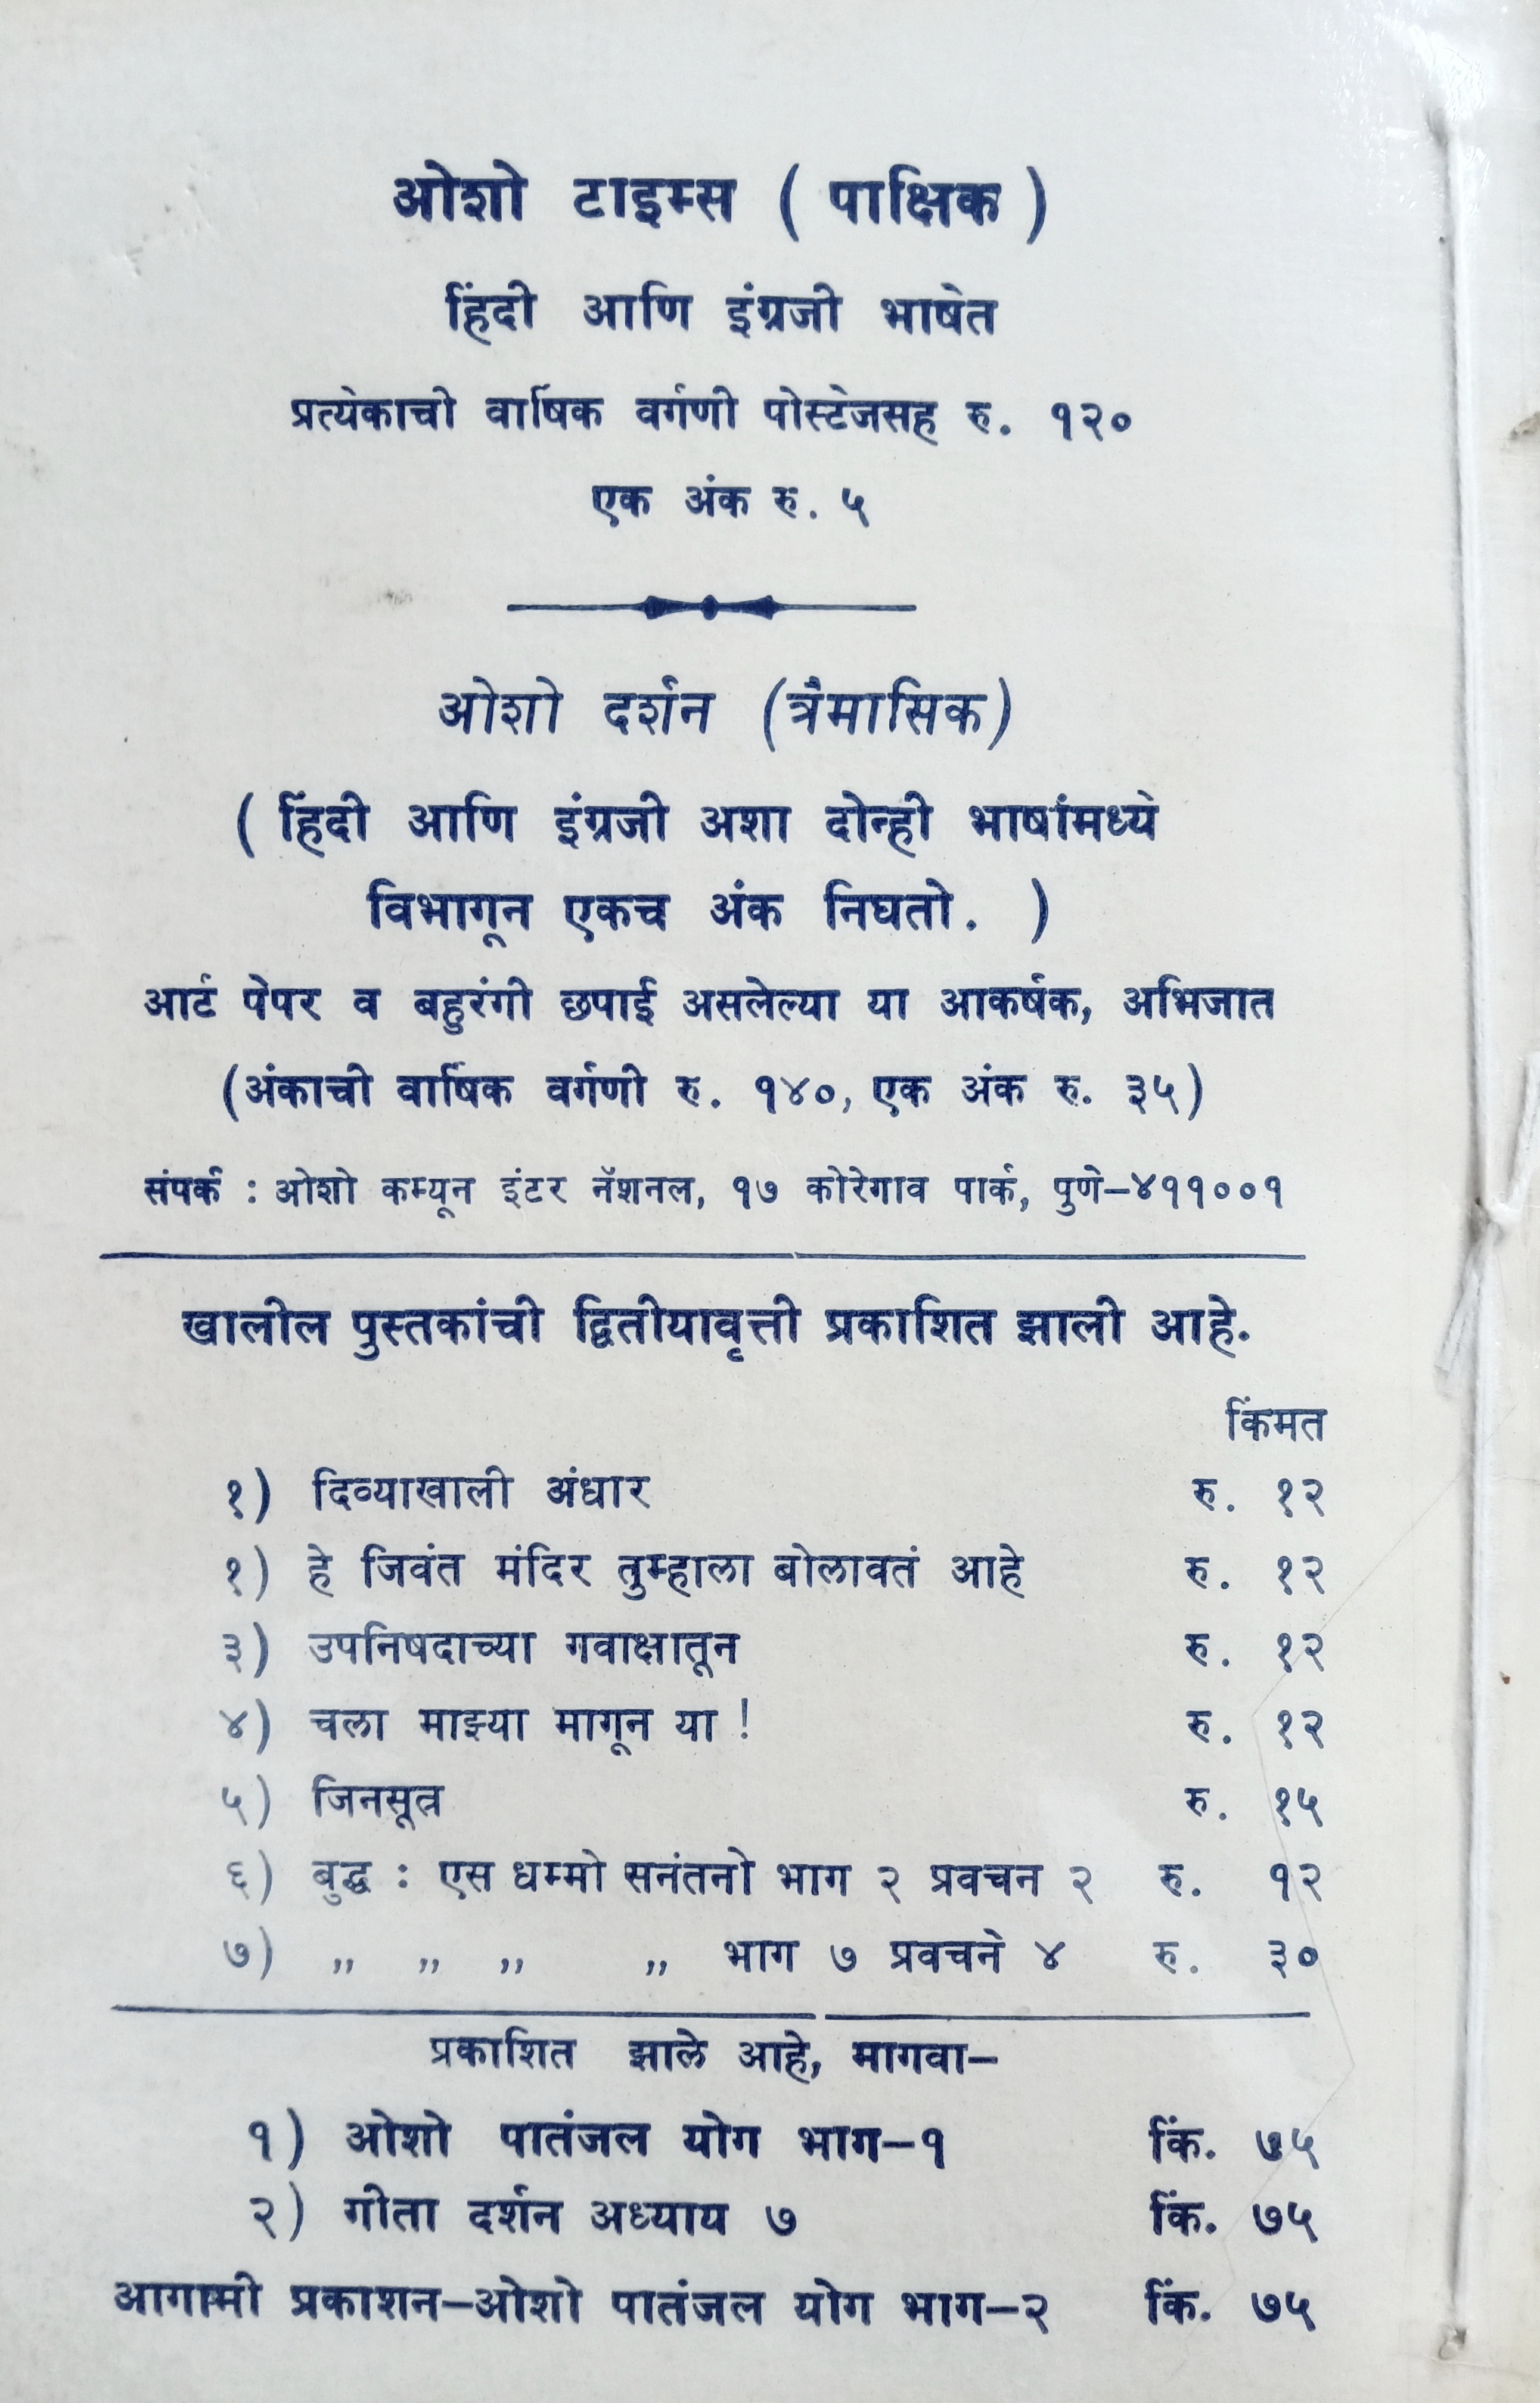 ओशो टाइम्स ( पाक्षिक )
हिंदी आणि इंग्रजी भाषेत
प्रत्येकाची वार्षिक वर्गणी पोस्टेजसह रु. १२०
एक अंक रु. ५
ओशो दर्शन (त्रैमासिक)
( हिंदी आणि इंग्रजी अशा दोन्ही भाषांमध्ये
विभागून एकच अंक निघतो. )
आर्ट पेपर व बहुरंगी छपाई असलेल्या या आकर्षक, अभिजात
(अंकाची वार्षिक वर्गणी रु. १४०, एक अंक रु. ३५)
संपर्क : ओशो कम्यून इंटर नॅशनल, १७ कोरेगाव पार्क, पुणे-४११००१
खालील पुस्तकांची द्वितीयावृत्ती प्रकाशित झाली आहे.
किंमत
१) दिव्याखाली अंधार रु. १२
१) हे जिवंत मंदिर तुम्हाला बोलावतं आहे रु. १२
३) उपनिषदाच्या गवाक्षातून रु. १२
४) चला माझ्या मागून या ! रु. १२
५) जिनसूत्र रु. १५
६) बुद्ध : एस धम्मो सनंतनो भाग २ प्रवचन २ रु. १२
७) ,, ,, ,, ,, भाग ७ प्रवचने ४ रु. ३०
प्रकाशित झाले आहे, मागवा-
१) ओशो पातंजल योग भाग-१ किं. ७५
२) गीता दर्शन अध्याय ७ किं. ७५
आगामी प्रकाशन-ओशो पातंजल योग भाग-२ किं. ७५